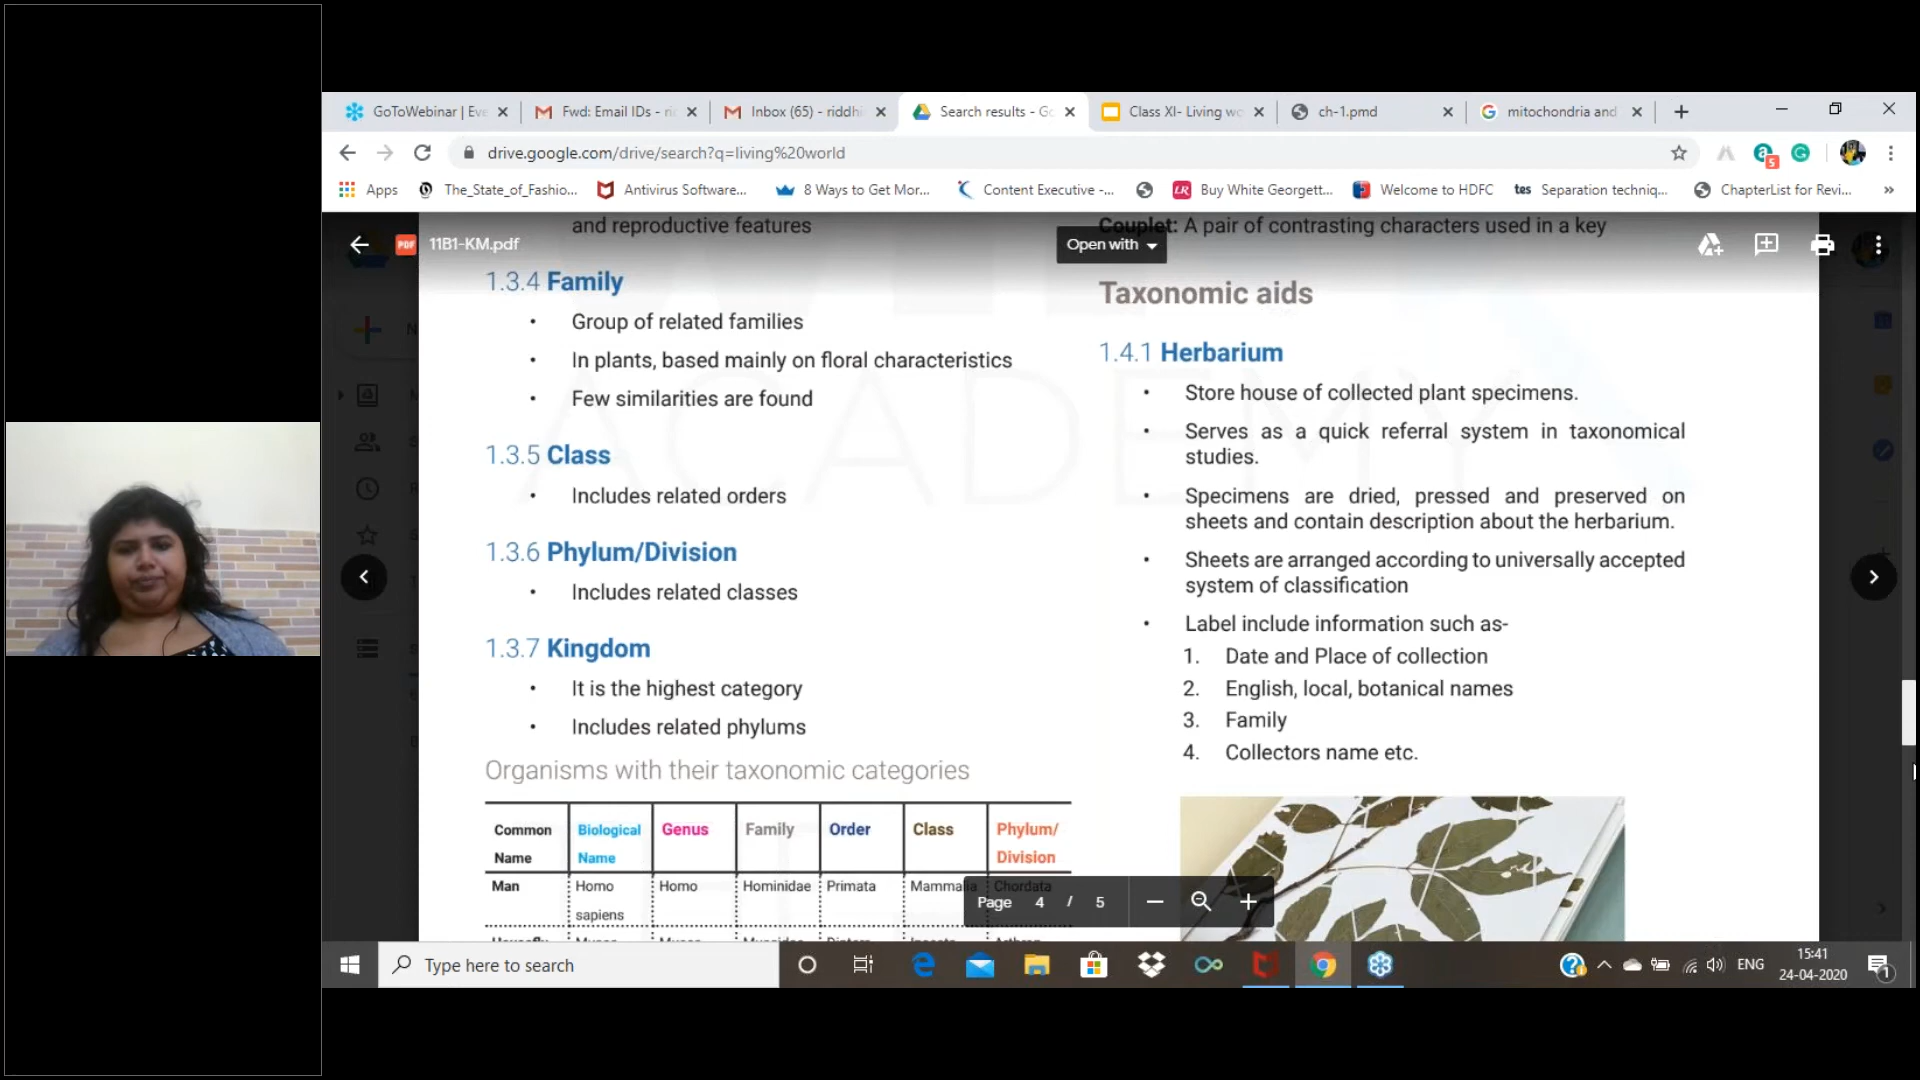 GoToWebinar | Eve
Fwd: Email IDs - ri
Inbox (65) - riddhi
Search results - Go
Class XI- Living wo
ch-1.pmd
mitochondria and
drive.google.com/drive/search?q=living%20world
Apps
The_State_of_Fashio...
Antivirus Software...
8 Ways to Get Mor...
Content Executive -...
LR
Buy White Georgett...
Welcome to HDFC
tes
Separation techniq...
ChapterList for Revi...
»
PDF
11B1-KM.pdf
Open with
and reproductive features
1.3.4 Family
• Group of related families
• In plants, based mainly on floral characteristics
• Few similarities are found
1.3.5 Class
• Includes related orders
1.3.6 Phylum/Division
• Includes related classes
1.3.7 Kingdom
• It is the highest category
• Includes related phylums
Organisms with their taxonomic categories
Common Name
Biological Name
Genus
Family
Order
Class
Phylum/ Division
Man
Homo sapiens
Homo
Hominidae
Primata
Mammalia
Chordata
Couplet: A pair of contrasting characters used in a key
Taxonomic aids
1.4.1 Herbarium
• Store house of collected plant specimens.
• Serves as a quick referral system in taxonomical
studies.
• Specimens are dried, pressed and preserved on
sheets and contain description about the herbarium.
• Sheets are arranged according to universally accepted
system of classification
• Label include information such as-
1. Date and Place of collection
2. English, local, botanical names
3. Family
4. Collectors name etc.
ACADEMY
Page 4 / 5
Type here to search
ENG
15:41
24-04-2020
1